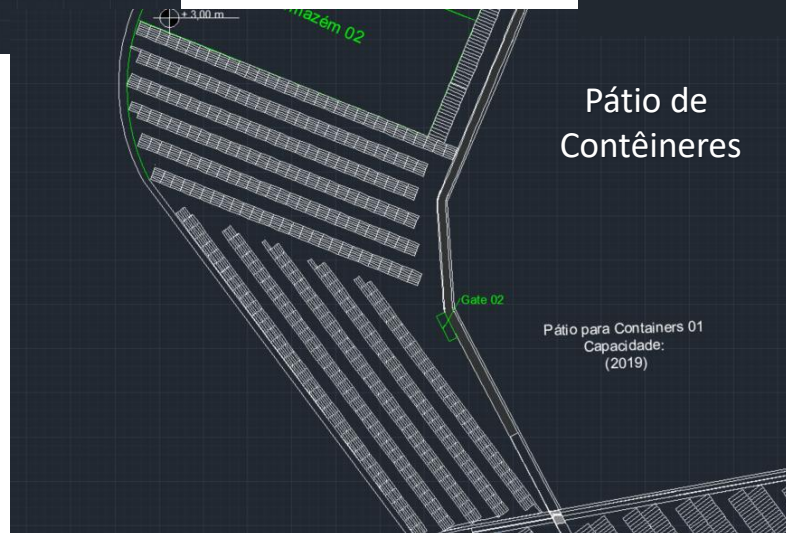 + 3,00 m
mazém 02
Pátio de
Contêineres
Gate 02
Pátio para Containers 01
Capacidade:
(2019)